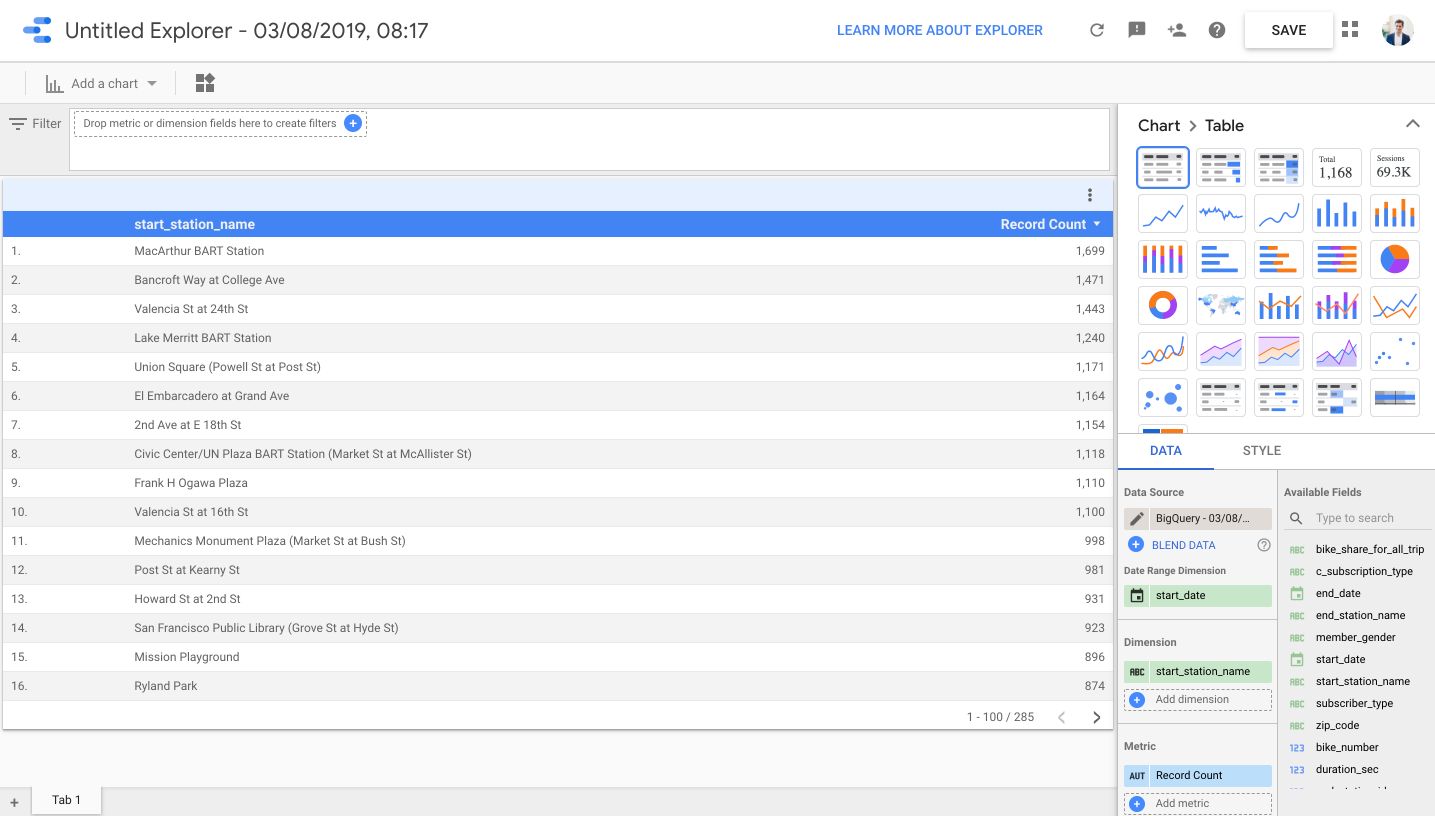 Untitled Explorer - 03/08/2019, 08:17
LEARN MORE ABOUT EXPLORER
SAVE
Add a chart
Filter
Drop metric or dimension fields here to create filters
start_station_name Record Count
1. MacArthur BART Station 1,699
2. Bancroft Way at College Ave 1,471
3. Valencia St at 24th St 1,443
4. Lake Merritt BART Station 1,240
5. Union Square (Powell St at Post St) 1,171
6. El Embarcadero at Grand Ave 1,164
7. 2nd Ave at E 18th St 1,154
8. Civic Center/UN Plaza BART Station (Market St at McAllister St) 1,118
9. Frank H Ogawa Plaza 1,110
10. Valencia St at 16th St 1,100
11. Mechanics Monument Plaza (Market St at Bush St) 998
12. Post St at Kearny St 981
13. Howard St at 2nd St 931
14. San Francisco Public Library (Grove St at Hyde St) 923
15. Mission Playground 896
16. Ryland Park 874
1 - 100 / 285
+ Tab 1
Chart > Table
Total
1,168
Sessions
69.3K
DATA STYLE
Data Source
BigQuery - 03/08/...
BLEND DATA
Date Range Dimension
start_date
Dimension
ABC start_station_name
Add dimension
Metric
AUT Record Count
Add metric
Available Fields
Type to search
ABC bike_share_for_all_trip
ABC c_subscription_type
end_date
ABC end_station_name
ABC member_gender
start_date
ABC start_station_name
ABC subscriber_type
ABC zip_code
123 bike_number
123 duration_sec